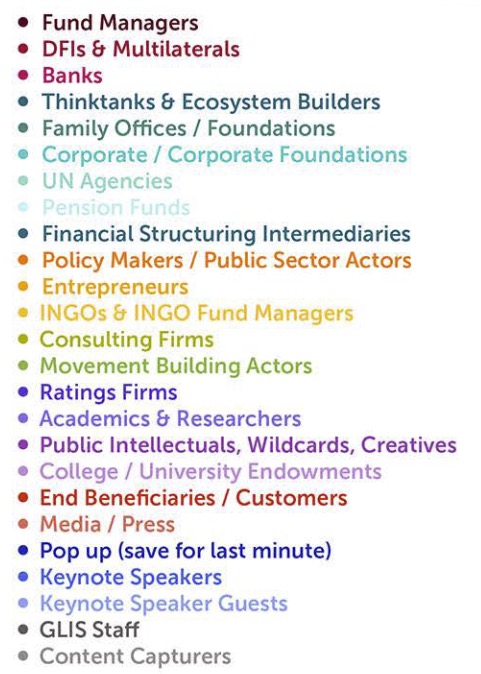 • Fund Managers
• DFIs & Multilaterals
• Banks
• Thinktanks & Ecosystem Builders
• Family Offices / Foundations
• Corporate / Corporate Foundations
• UN Agencies
• Pension Funds
• Financial Structuring Intermediaries
• Policy Makers / Public Sector Actors
• Entrepreneurs
• INGOs & INGO Fund Managers
• Consulting Firms
• Movement Building Actors
• Ratings Firms
• Academics & Researchers
• Public Intellectuals, Wildcards, Creatives
• College / University Endowments
• End Beneficiaries / Customers
• Media / Press
• Pop up (save for last minute)
• Keynote Speakers
• Keynote Speaker Guests
• GLIS Staff
• Content Capturers